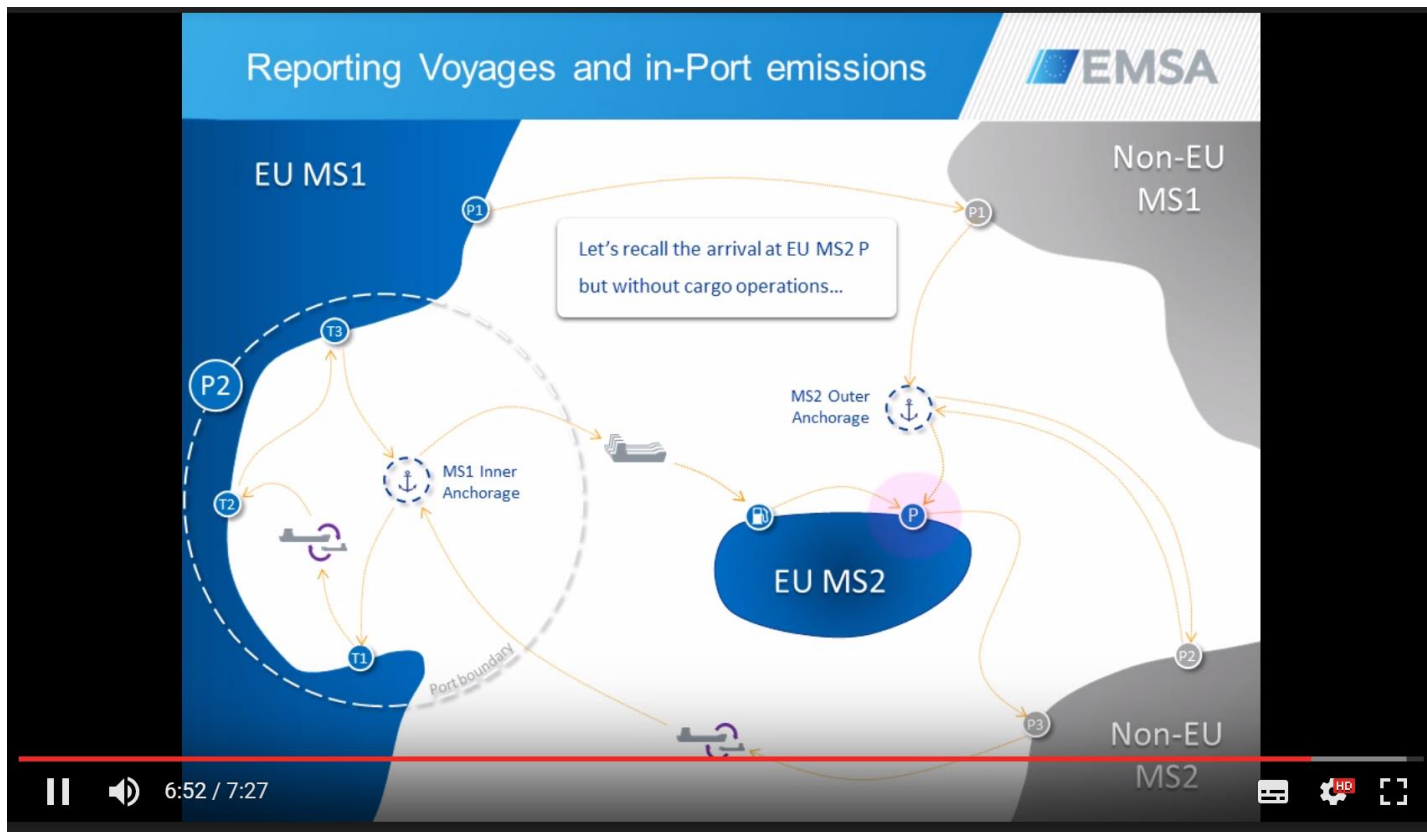 Reporting Voyages and in-Port emissions
EMSA
EU MS1
Non-EU
MS1
P1
P1
Let's recall the arrival at EU MS2 P
but without cargo operations...
T3
P2
MS2 Outer
Anchorage
MS1 Inner
Anchorage
T2
P
EU MS2
T1
Port boundary
P2
P3
Non-EU
MS2
6:52 / 7:27
HD